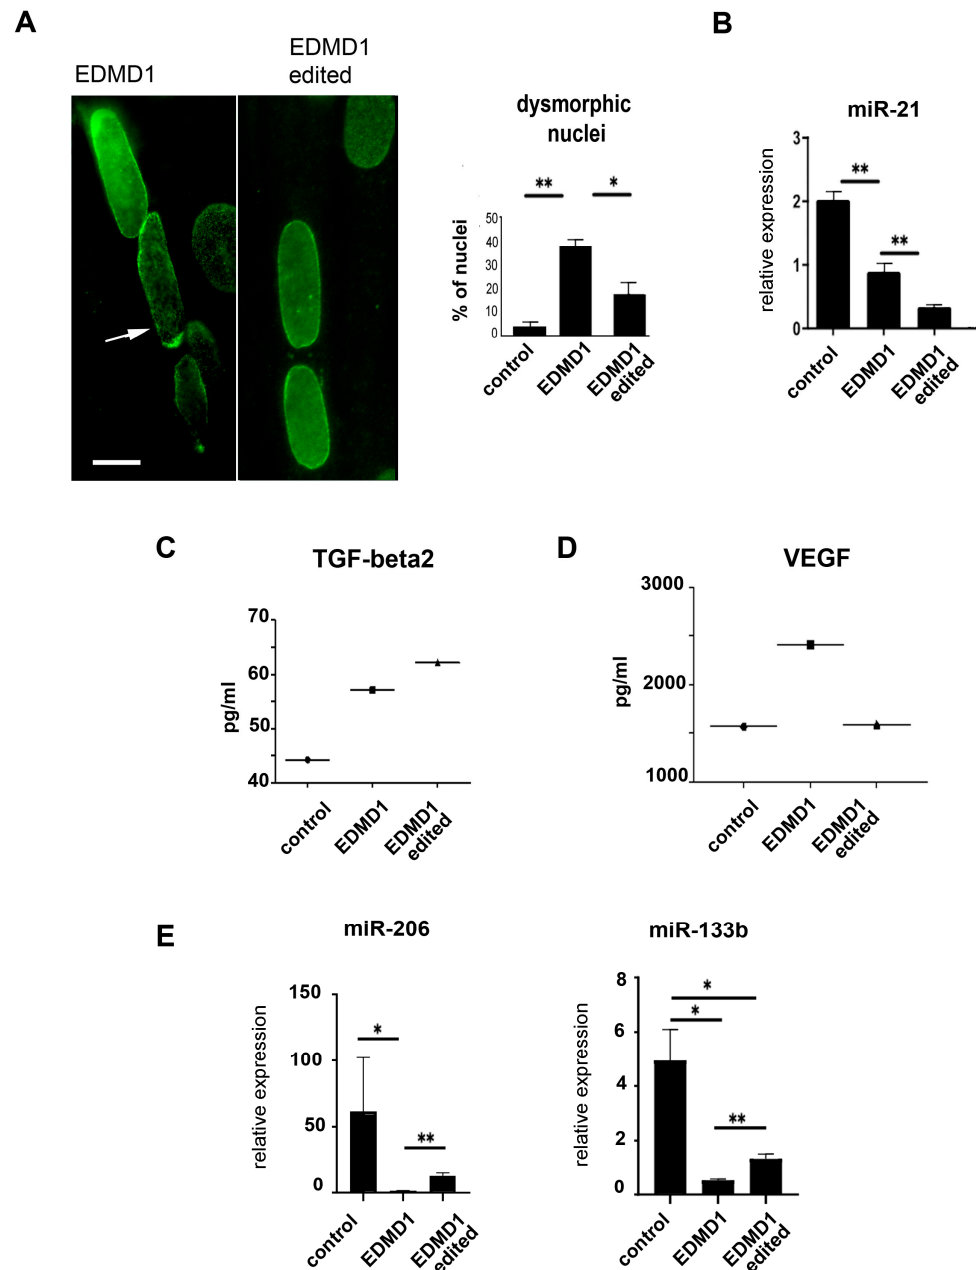 A
EDMD1
EDMD1
edited
dysmorphic
nuclei
**
*
% of nuclei
50
40
30
20
10
0
control
EDMD1
EDMD1
edited
B
miR-21
relative expression
3
2
1
0
**
**
control
EDMD1
EDMD1
edited
C
TGF-beta2
pg/ml
70
60
50
40
control
EDMD1
EDMD1
edited
D
VEGF
pg/ml
3000
2000
1000
control
EDMD1
EDMD1
edited
E
miR-206
relative expression
150
100
50
0
*
**
control
EDMD1
EDMD1
edited
miR-133b
relative expression
8
6
4
2
0
*
*
**
control
EDMD1
EDMD1
edited